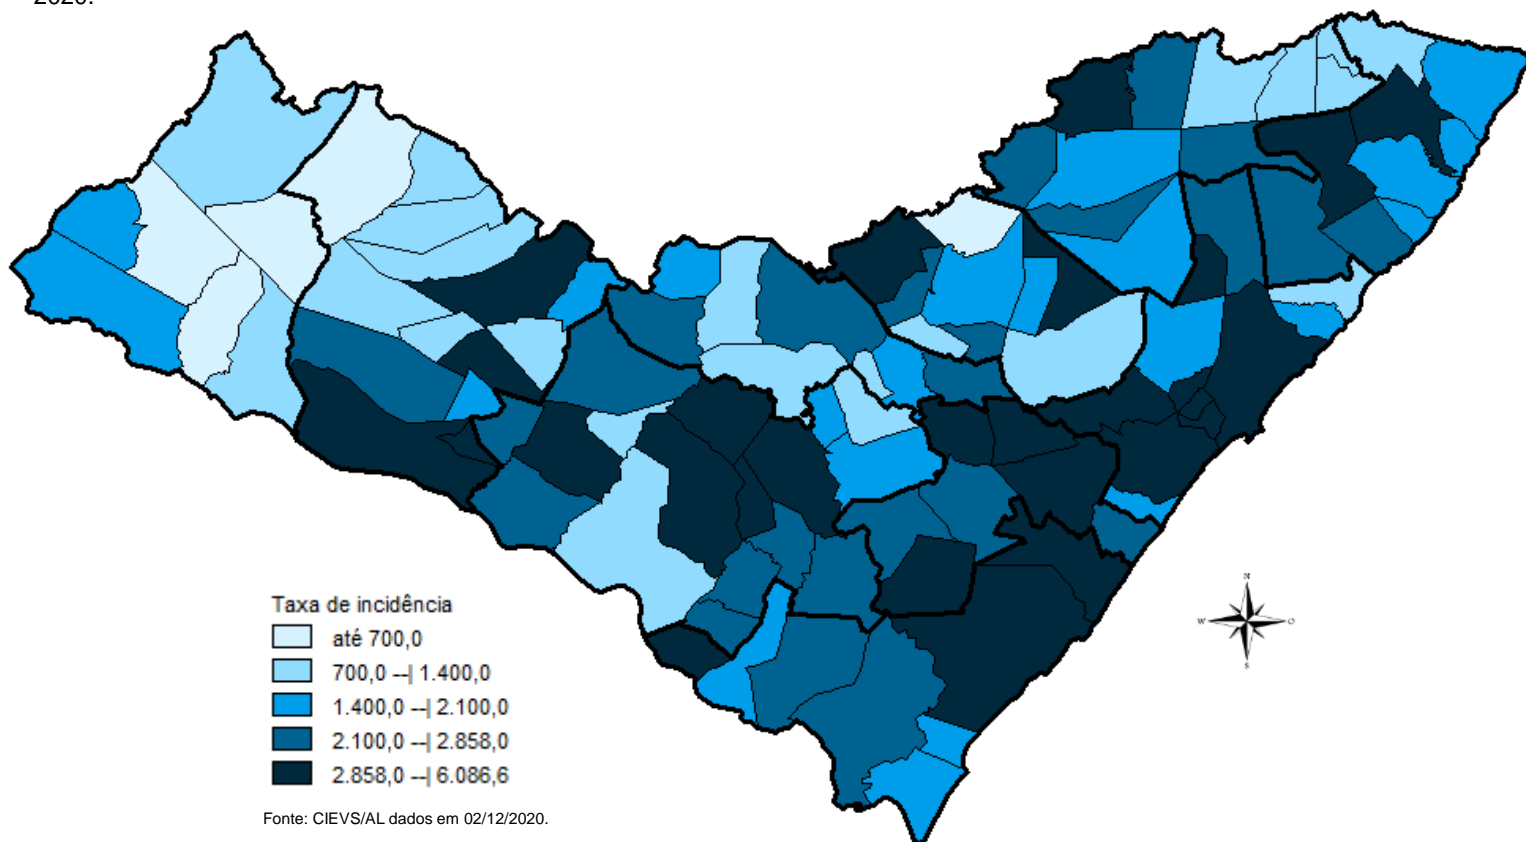 2020.
Taxa de incidência
até 700,0
700,0 --| 1.400,0
1.400,0 --| 2.100,0
2.100,0 --| 2.858,0
2.858,0 --| 6.086,6
Fonte: CIEVS/AL dados em 02/12/2020.
N
W O
S